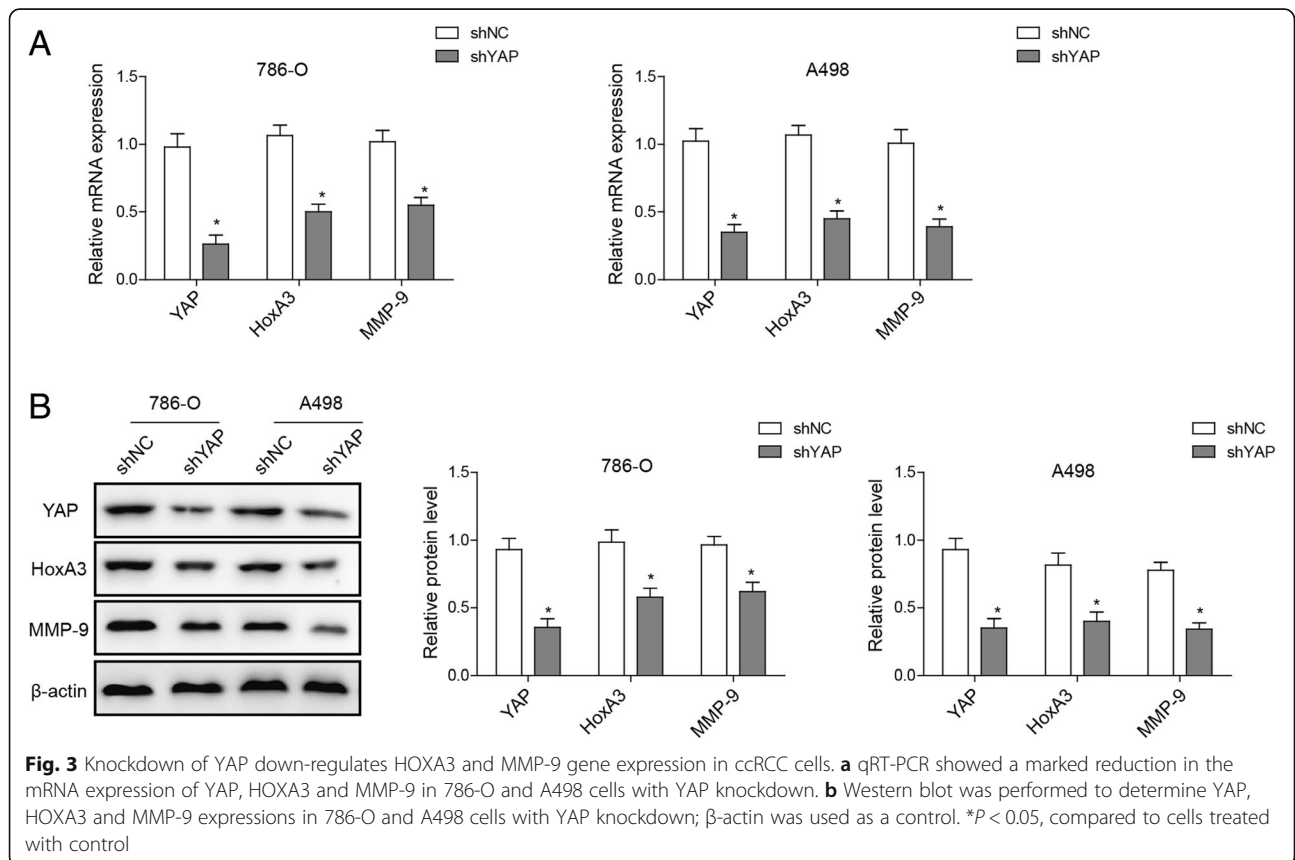 A
shNC
shYAP
786-O
Relative mRNA expression
1.5
1.0
0.5
0.0
*
*
*
YAP
HoxA3
MMP-9
shNC
shYAP
A498
Relative mRNA expression
1.5
1.0
0.5
0.0
*
*
*
YAP
HoxA3
MMP-9
B
786-O A498
shNC shYAP shNC shYAP
YAP
HoxA3
MMP-9
β-actin
shNC
shYAP
786-O
Relative protein level
1.5
1.0
0.5
0.0
*
*
*
YAP
HoxA3
MMP-9
shNC
shYAP
A498
Relative protein level
1.5
1.0
0.5
0.0
*
*
*
YAP
HoxA3
MMP-9
Fig. 3 Knockdown of YAP down-regulates HOXA3 and MMP-9 gene expression in ccRCC cells. a qRT-PCR showed a marked reduction in the
mRNA expression of YAP, HOXA3 and MMP-9 in 786-O and A498 cells with YAP knockdown. b Western blot was performed to determine YAP,
HOXA3 and MMP-9 expressions in 786-O and A498 cells with YAP knockdown; β-actin was used as a control. *P < 0.05, compared to cells treated
with control